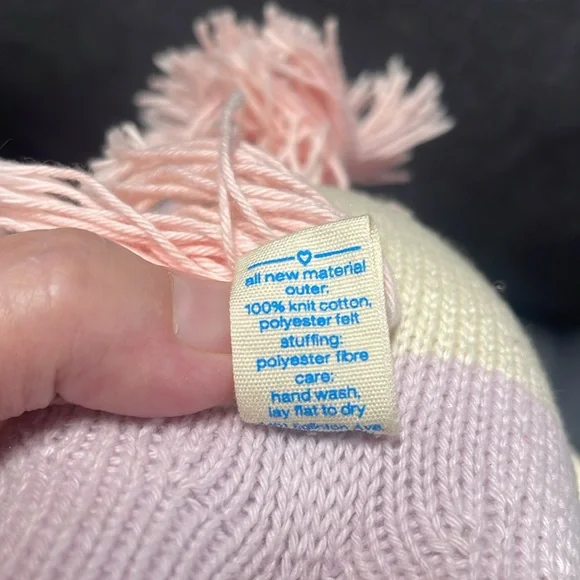 all new material
outer:
100% knit cotton,
polyester felt
stuffing:
polyester fibre
care:
hand wash,
lay flat to dry
Ave